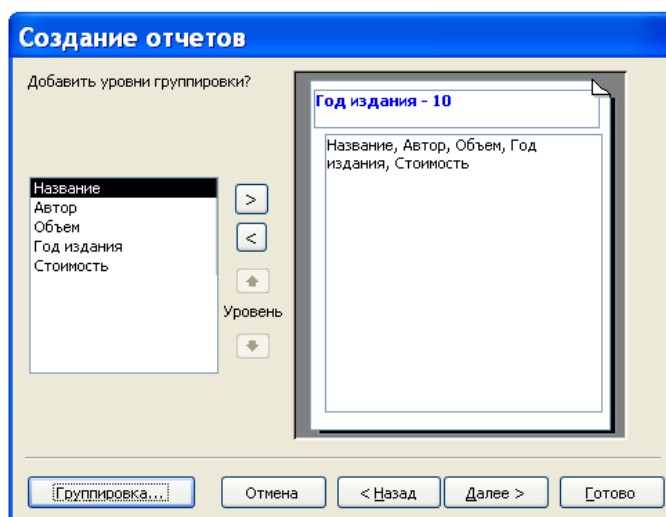 Создание отчетов
Добавить уровни группировки?
Название
Автор
Объем
Год издания
Стоимость
>
<
Уровень
Год издания - 10
Название, Автор, Объем, Год
издания, Стоимость
Группировка...
Отмена
< Назад
Далее >
Готово